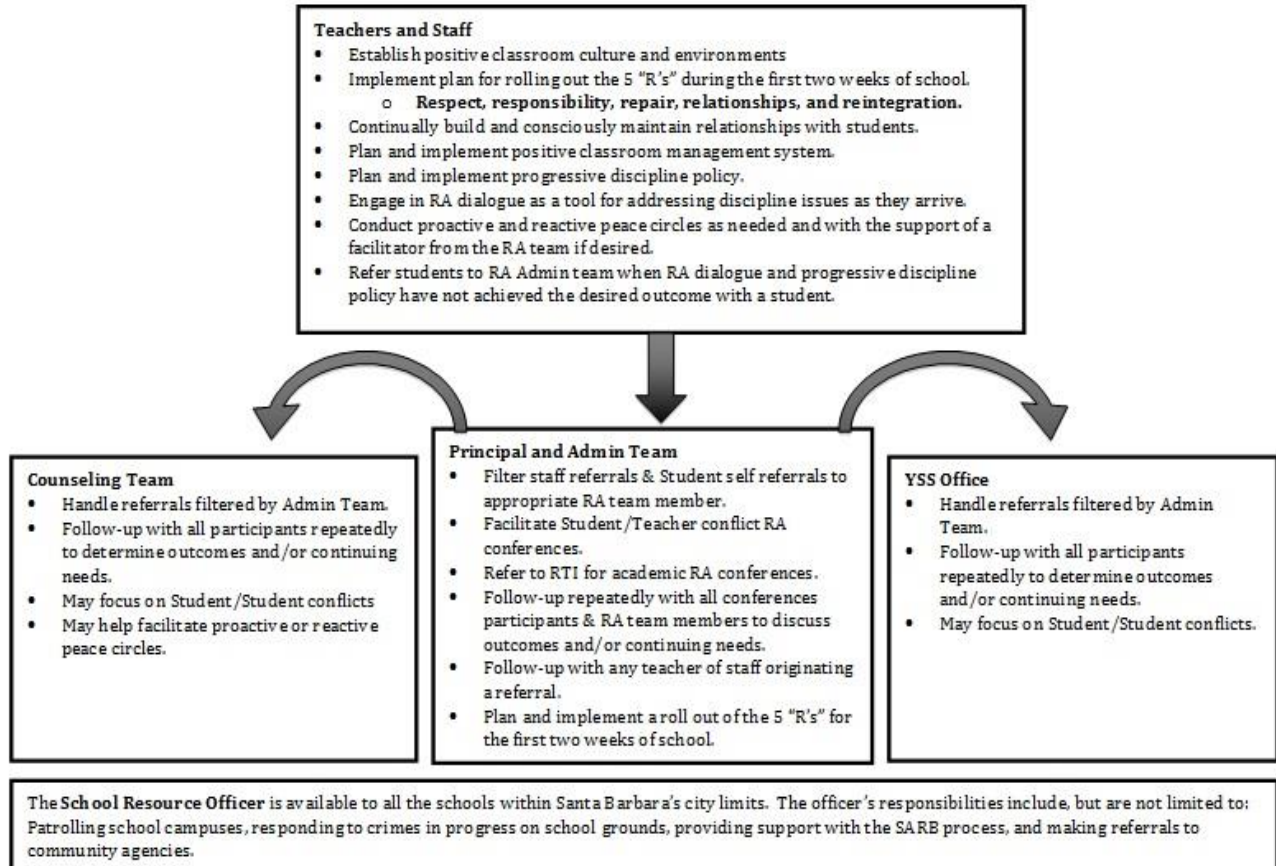 Teachers and Staff
• Establish positive classroom culture and environments
• Implement plan for rolling out the 5 “R’s” during the first two weeks of school.
o Respect, responsibility, repair, relationships, and reintegration.
• Continually build and consciously maintain relationships with students.
• Plan and implement positive classroom management system.
• Plan and implement progressive discipline policy.
• Engage in RA dialogue as a tool for addressing discipline issues as they arrive.
• Conduct proactive and reactive peace circles as needed and with the support of a
facilitator from the RA team if desired.
• Refer students to RA Admin team when RA dialogue and progressive discipline
policy have not achieved the desired outcome with a student.
Counseling Team
• Handle referrals filtered by Admin Team.
• Follow-up with all participants repeatedly
to determine outcomes and/or continuing
needs.
• May focus on Student/Student conflicts
• May help facilitate proactive or reactive
peace circles.
Principal and Admin Team
• Filter staff referrals & Student self referrals to
appropriate RA team member.
• Facilitate Student/Teacher conflict RA
conferences.
• Refer to RTI for academic RA conferences.
• Follow-up repeatedly with all conferences
participants & RA team members to discuss
outcomes and/or continuing needs.
• Follow-up with any teacher of staff originating
a referral.
• Plan and implement a roll out of the 5 “R’s” for
the first two weeks of school.
YSS Office
• Handle referrals filtered by Admin
Team.
• Follow-up with all participants
repeatedly to determine outcomes
and/or continuing needs.
• May focus on Student/Student conflicts.
The School Resource Officer is available to all the schools within Santa Barbara’s city limits. The officer’s responsibilities include, but are not limited to:
Patrolling school campuses, responding to crimes in progress on school grounds, providing support with the SARB process, and making referrals to
community agencies.